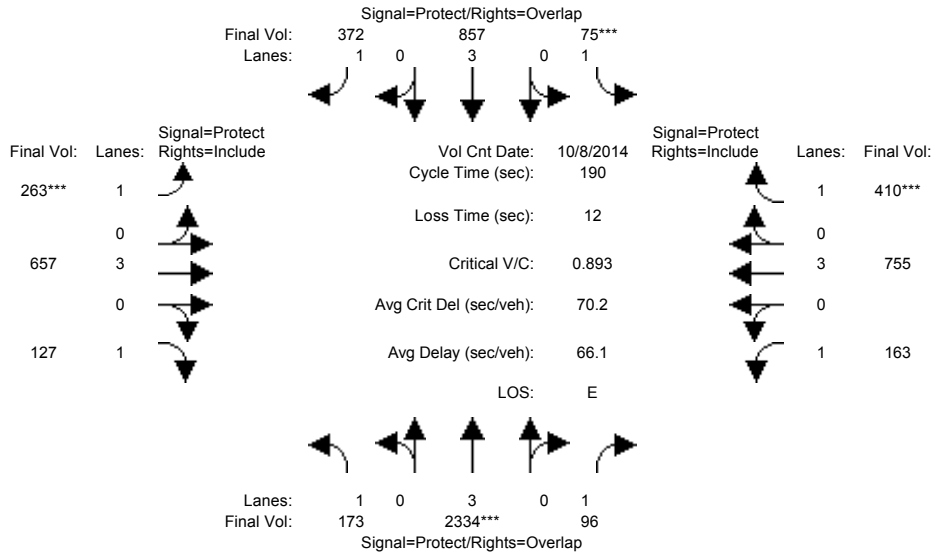 Signal=Protect/Rights=Overlap
Final Vol: 372 857 75***
Lanes: 1 0 3 0 1
Signal=Protect Signal=Protect
Final Vol: Lanes: Rights=Include Vol Cnt Date: 10/8/2014 Rights=Include Lanes: Final Vol:
Cycle Time (sec): 190
263*** 1 1 410***
Loss Time (sec): 12
0 0
657 3 Critical V/C: 0.893 3 755
0 Avg Crit Del (sec/veh): 70.2 0
127 1 Avg Delay (sec/veh): 66.1 1 163
LOS: E
Lanes: 1 0 3 0 1
Final Vol: 173 2334*** 96
Signal=Protect/Rights=Overlap